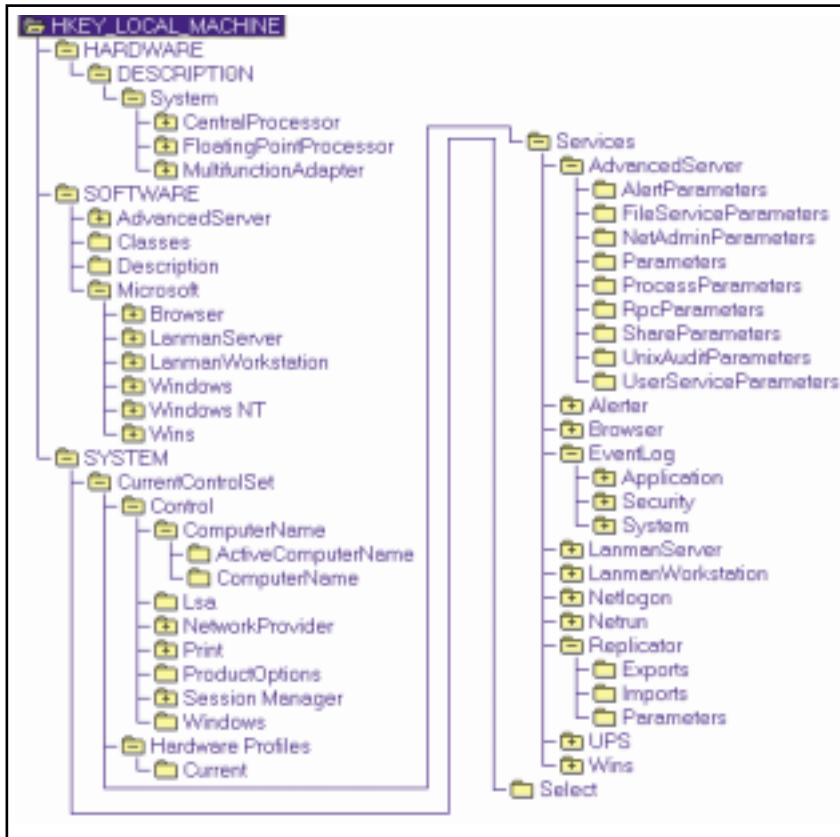 HKEY_LOCAL_MACHINE
HARDWARE
DESCRIPTION
System
CentralProcessor
FloatingPointProcessor
MultifunctionAdapter
SOFTWARE
AdvancedServer
Classes
Description
Microsoft
Browser
LanmanServer
LanmanWorkstation
Windows
Windows NT
Wins
SYSTEM
CurrentControlSet
Control
ComputerName
ActiveComputerName
ComputerName
Lsa
NetworkProvider
Print
ProductOptions
Session Manager
Windows
Hardware Profiles
Current
Services
AdvancedServer
AlertParameters
FileServiceParameters
NetAdminParameters
Parameters
ProcessParameters
RpcParameters
ShareParameters
UnixAuditParameters
UserServiceParameters
Alerter
Browser
EventLog
Application
Security
System
LanmanServer
LanmanWorkstation
Netlogon
Netrun
Replicator
Exports
Imports
Parameters
UPS
Wins
Select